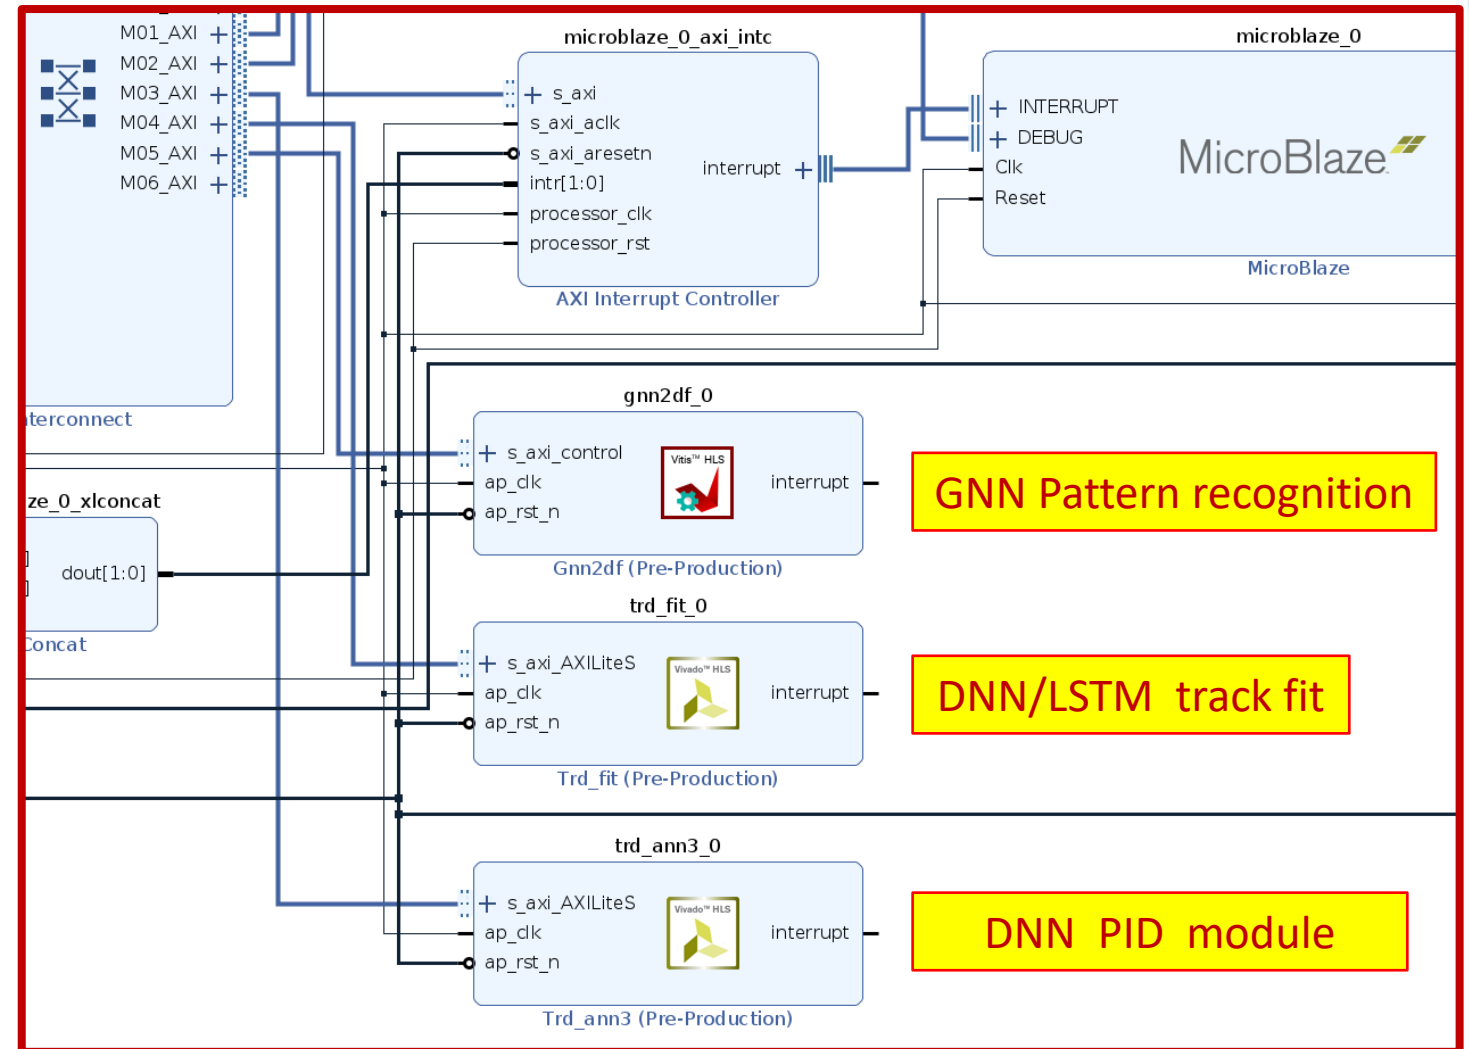 M01_AXI
M02_AXI
M03_AXI
M04_AXI
M05_AXI
M06_AXI
nterconnect
microblaze_0_axi_intc
s_axi
s_axi_aclk
s_axi_aresetn
intr[1:0]
processor_clk
processor_rst
interrupt
AXI Interrupt Controller
microblaze_0
INTERRUPT
DEBUG
Clk
Reset
MicroBlaze
MicroBlaze
ze_0_xlconcat
]
]
dout[1:0]
Concat
gnn2df_0
s_axi_control
ap_clk
ap_rst_n
Vitis™ HLS
interrupt
Gnn2df (Pre-Production)
GNN Pattern recognition
trd_fit_0
s_axi_AXILiteS
ap_clk
ap_rst_n
Vivado™ HLS
interrupt
Trd_fit (Pre-Production)
DNN/LSTM track fit
trd_ann3_0
s_axi_AXILiteS
ap_clk
ap_rst_n
Vivado™ HLS
interrupt
Trd_ann3 (Pre-Production)
DNN PID module